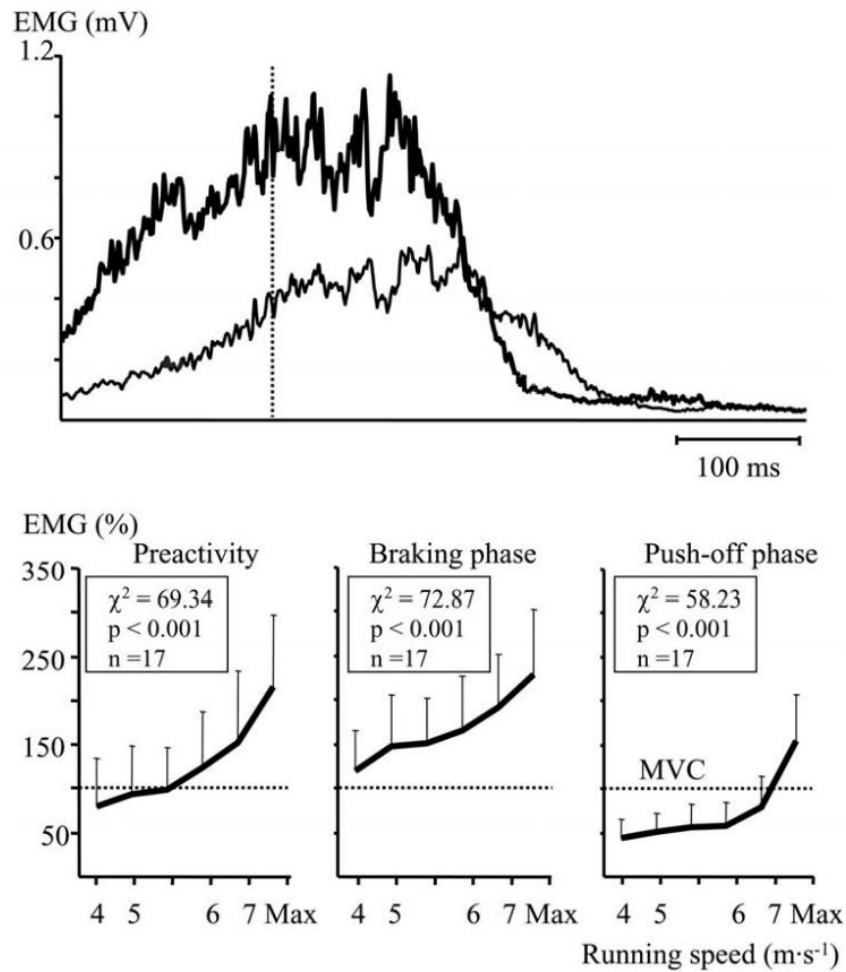 EMG (mV)
1.2
0.6
100 ms
EMG (%)
Preactivity
Braking phase
Push-off phase
350
250
150
50
χ² = 69.34
p < 0.001
n =17
χ² = 72.87
p < 0.001
n =17
χ² = 58.23
p < 0.001
n =17
MVC
4 5 6 7 Max
4 5 6 7 Max
4 5 6 7 Max
Running speed (m·s⁻¹)